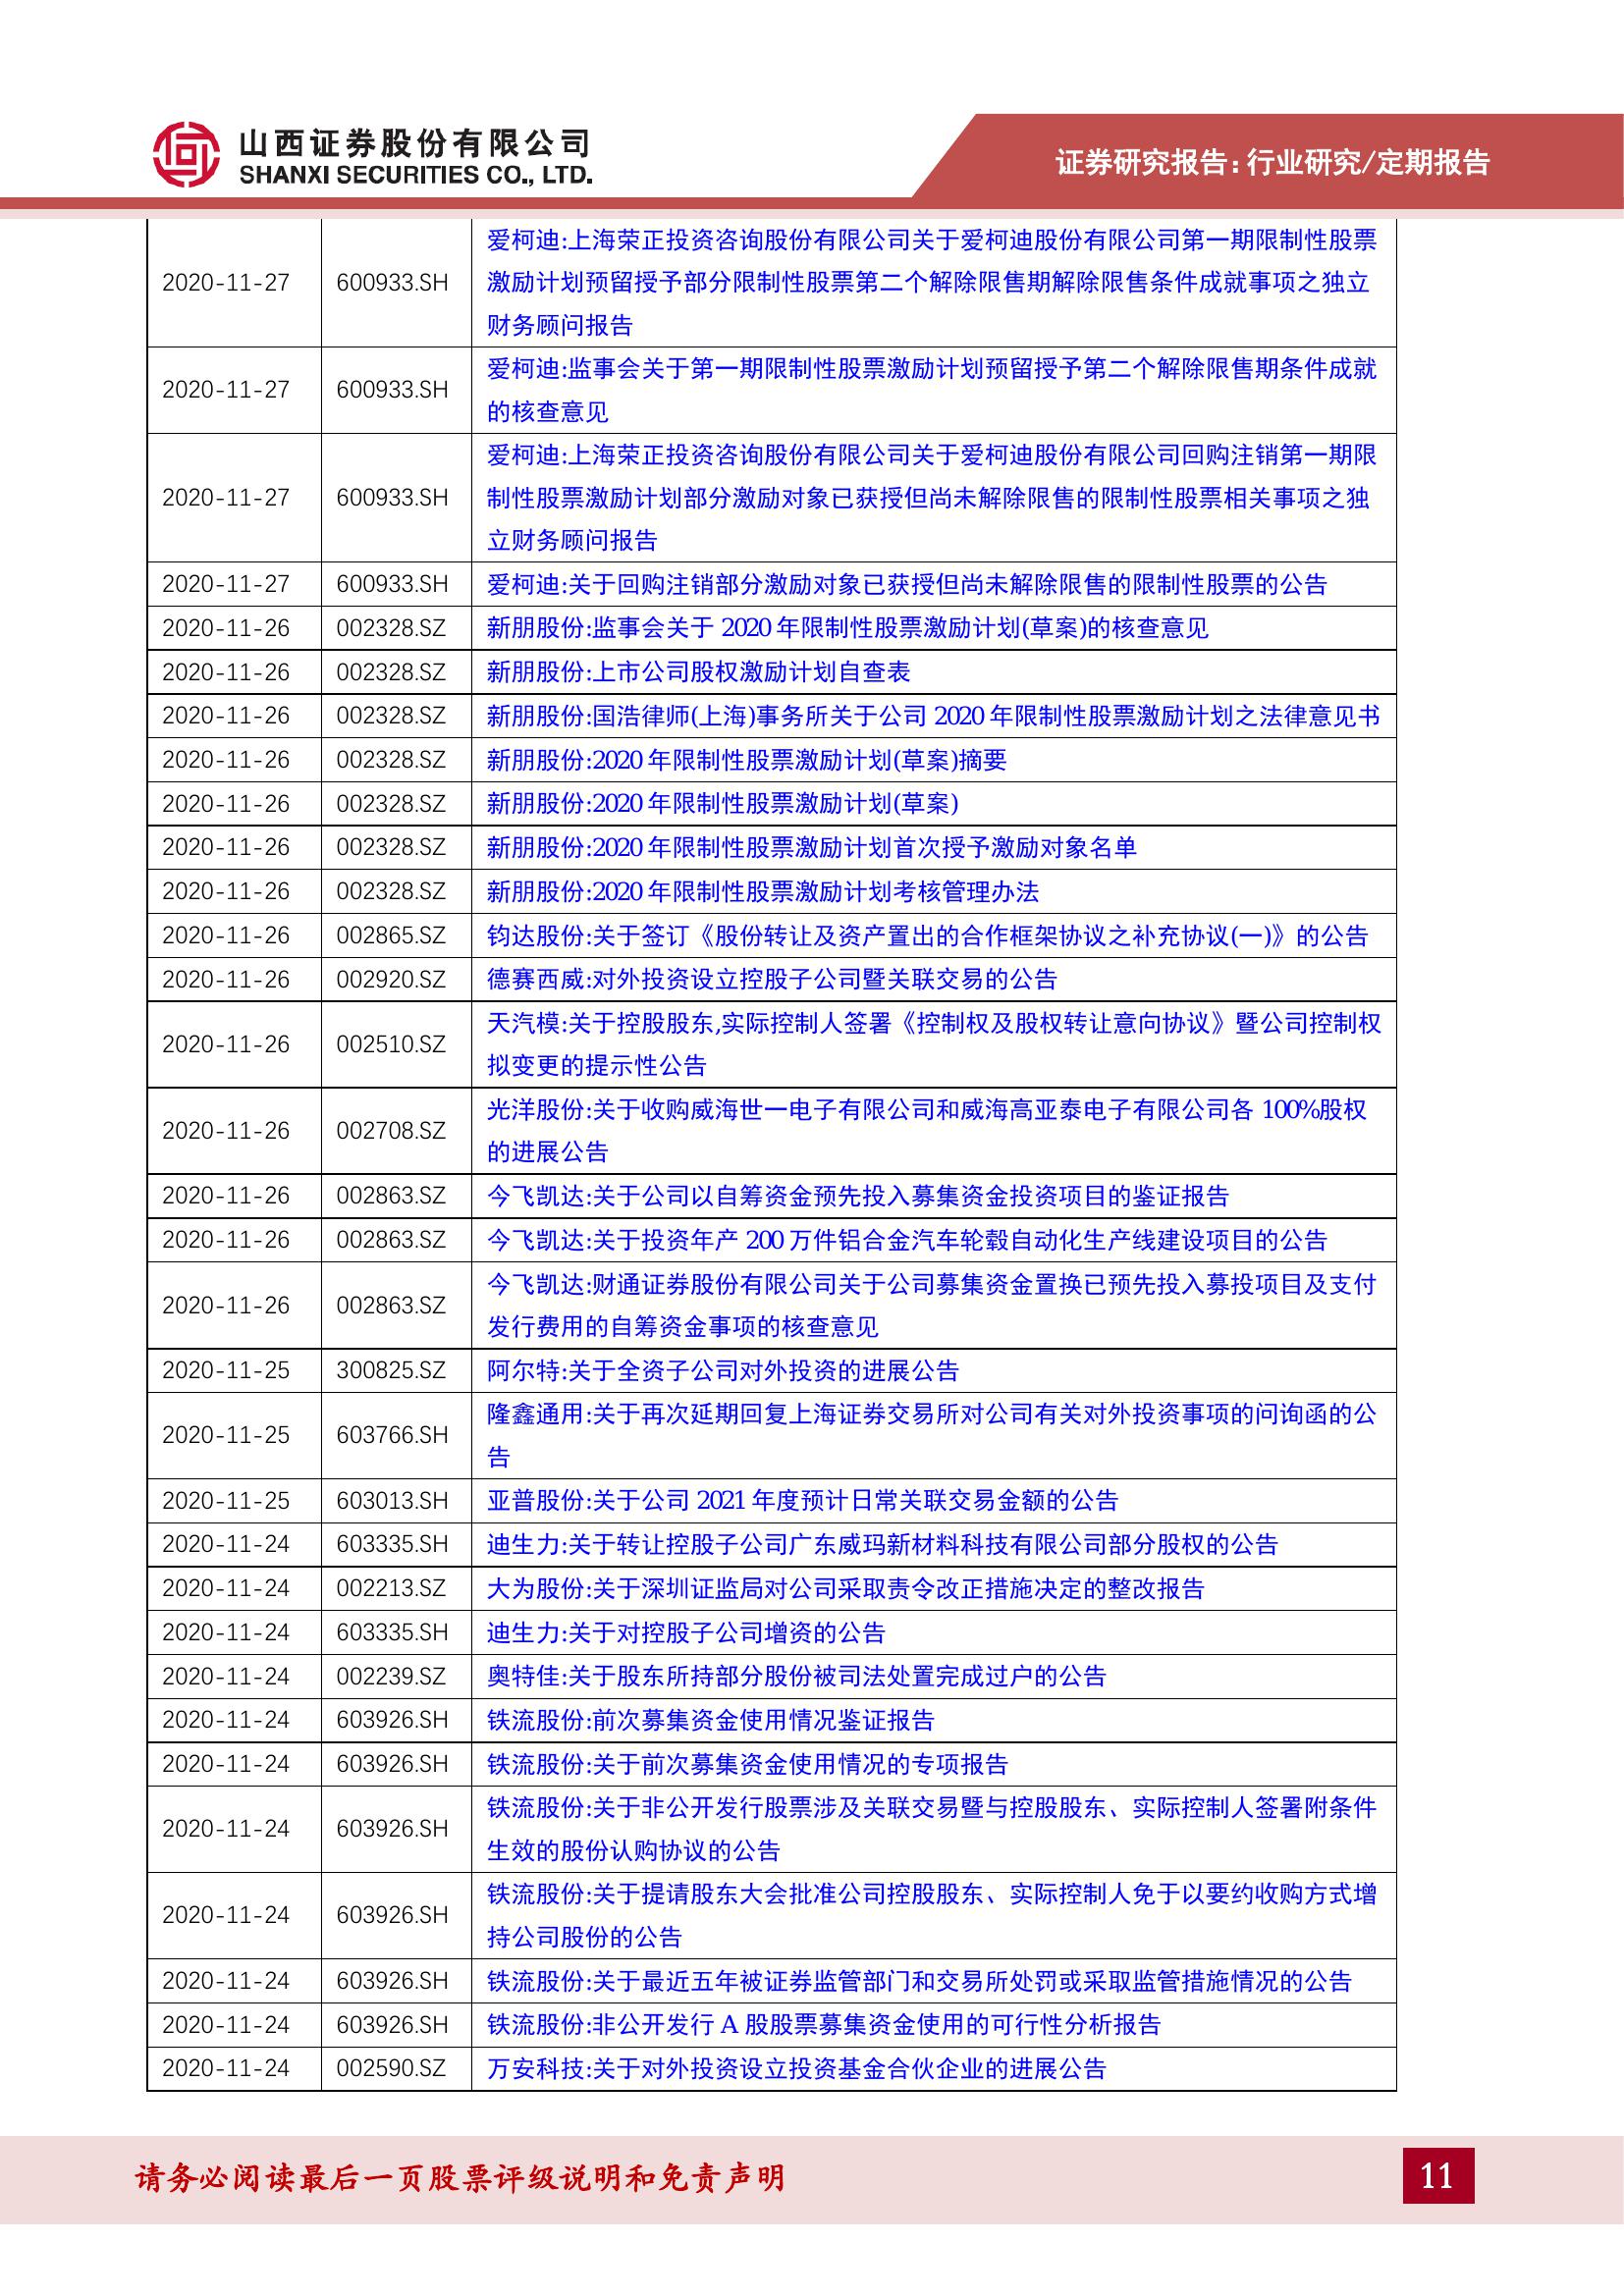 山西证券股份有限公司
SHANXI SECURITIES CO., LTD.
证券研究报告：行业研究/定期报告
2020-11-27 600933.SH 爱柯迪:上海荣正投资咨询股份有限公司关于爱柯迪股份有限公司第一期限制性股票
激励计划预留授予部分限制性股票第二个解除限售期解除限售条件成就事项之独立
财务顾问报告
2020-11-27 600933.SH 爱柯迪:监事会关于第一期限制性股票激励计划预留授予第二个解除限售期条件成就
的核查意见
2020-11-27 600933.SH 爱柯迪:上海荣正投资咨询股份有限公司关于爱柯迪股份有限公司回购注销第一期限
制性股票激励计划部分激励对象已获授但尚未解除限售的限制性股票相关事项之独
立财务顾问报告
2020-11-27 600933.SH 爱柯迪:关于回购注销部分激励对象已获授但尚未解除限售的限制性股票的公告
2020-11-26 002328.SZ 新朋股份:监事会关于 2020 年限制性股票激励计划(草案)的核查意见
2020-11-26 002328.SZ 新朋股份:上市公司股权激励计划自查表
2020-11-26 002328.SZ 新朋股份:国浩律师(上海)事务所关于公司 2020 年限制性股票激励计划之法律意见书
2020-11-26 002328.SZ 新朋股份:2020 年限制性股票激励计划(草案)摘要
2020-11-26 002328.SZ 新朋股份:2020 年限制性股票激励计划(草案)
2020-11-26 002328.SZ 新朋股份:2020 年限制性股票激励计划首次授予激励对象名单
2020-11-26 002328.SZ 新朋股份:2020 年限制性股票激励计划考核管理办法
2020-11-26 002865.SZ 钧达股份:关于签订《股份转让及资产置出的合作框架协议之补充协议(一)》的公告
2020-11-26 002920.SZ 德赛西威:对外投资设立控股子公司暨关联交易的公告
2020-11-26 002510.SZ 天汽模:关于控股股东,实际控制人签署《控制权及股权转让意向协议》暨公司控制权
拟变更的提示性公告
2020-11-26 002708.SZ 光洋股份:关于收购威海世一电子有限公司和威海高亚泰电子有限公司各 100%股权
的进展公告
2020-11-26 002863.SZ 今飞凯达:关于公司以自筹资金预先投入募集资金投资项目的鉴证报告
2020-11-26 002863.SZ 今飞凯达:关于投资年产 200 万件铝合金汽车轮毂自动化生产线建设项目的公告
2020-11-26 002863.SZ 今飞凯达:财通证券股份有限公司关于公司募集资金置换已预先投入募投项目及支付
发行费用的自筹资金事项的核查意见
2020-11-25 300825.SZ 阿尔特:关于全资子公司对外投资的进展公告
2020-11-25 603766.SH 隆鑫通用:关于再次延期回复上海证券交易所对公司有关对外投资事项的问询函的公
告
2020-11-25 603013.SH 亚普股份:关于公司 2021 年度预计日常关联交易金额的公告
2020-11-24 603335.SH 迪生力:关于转让控股子公司广东威玛新材料科技有限公司部分股权的公告
2020-11-24 002213.SZ 大为股份:关于深圳证监局对公司采取责令改正措施决定的整改报告
2020-11-24 603335.SH 迪生力:关于对控股子公司增资的公告
2020-11-24 002239.SZ 奥特佳:关于股东所持部分股份被司法处置完成过户的公告
2020-11-24 603926.SH 铁流股份:前次募集资金使用情况鉴证报告
2020-11-24 603926.SH 铁流股份:关于前次募集资金使用情况的专项报告
2020-11-24 603926.SH 铁流股份:关于非公开发行股票涉及关联交易暨与控股股东、实际控制人签署附条件
生效的股份认购协议的公告
2020-11-24 603926.SH 铁流股份:关于提请股东大会批准公司控股股东、实际控制人免于以要约收购方式增
持公司股份的公告
2020-11-24 603926.SH 铁流股份:关于最近五年被证券监管部门和交易所处罚或采取监管措施情况的公告
2020-11-24 603926.SH 铁流股份:非公开发行 A 股股票募集资金使用的可行性分析报告
2020-11-24 002590.SZ 万安科技:关于对外投资设立投资基金合伙企业的进展公告
请务必阅读最后一页股票评级说明和免责声明
11